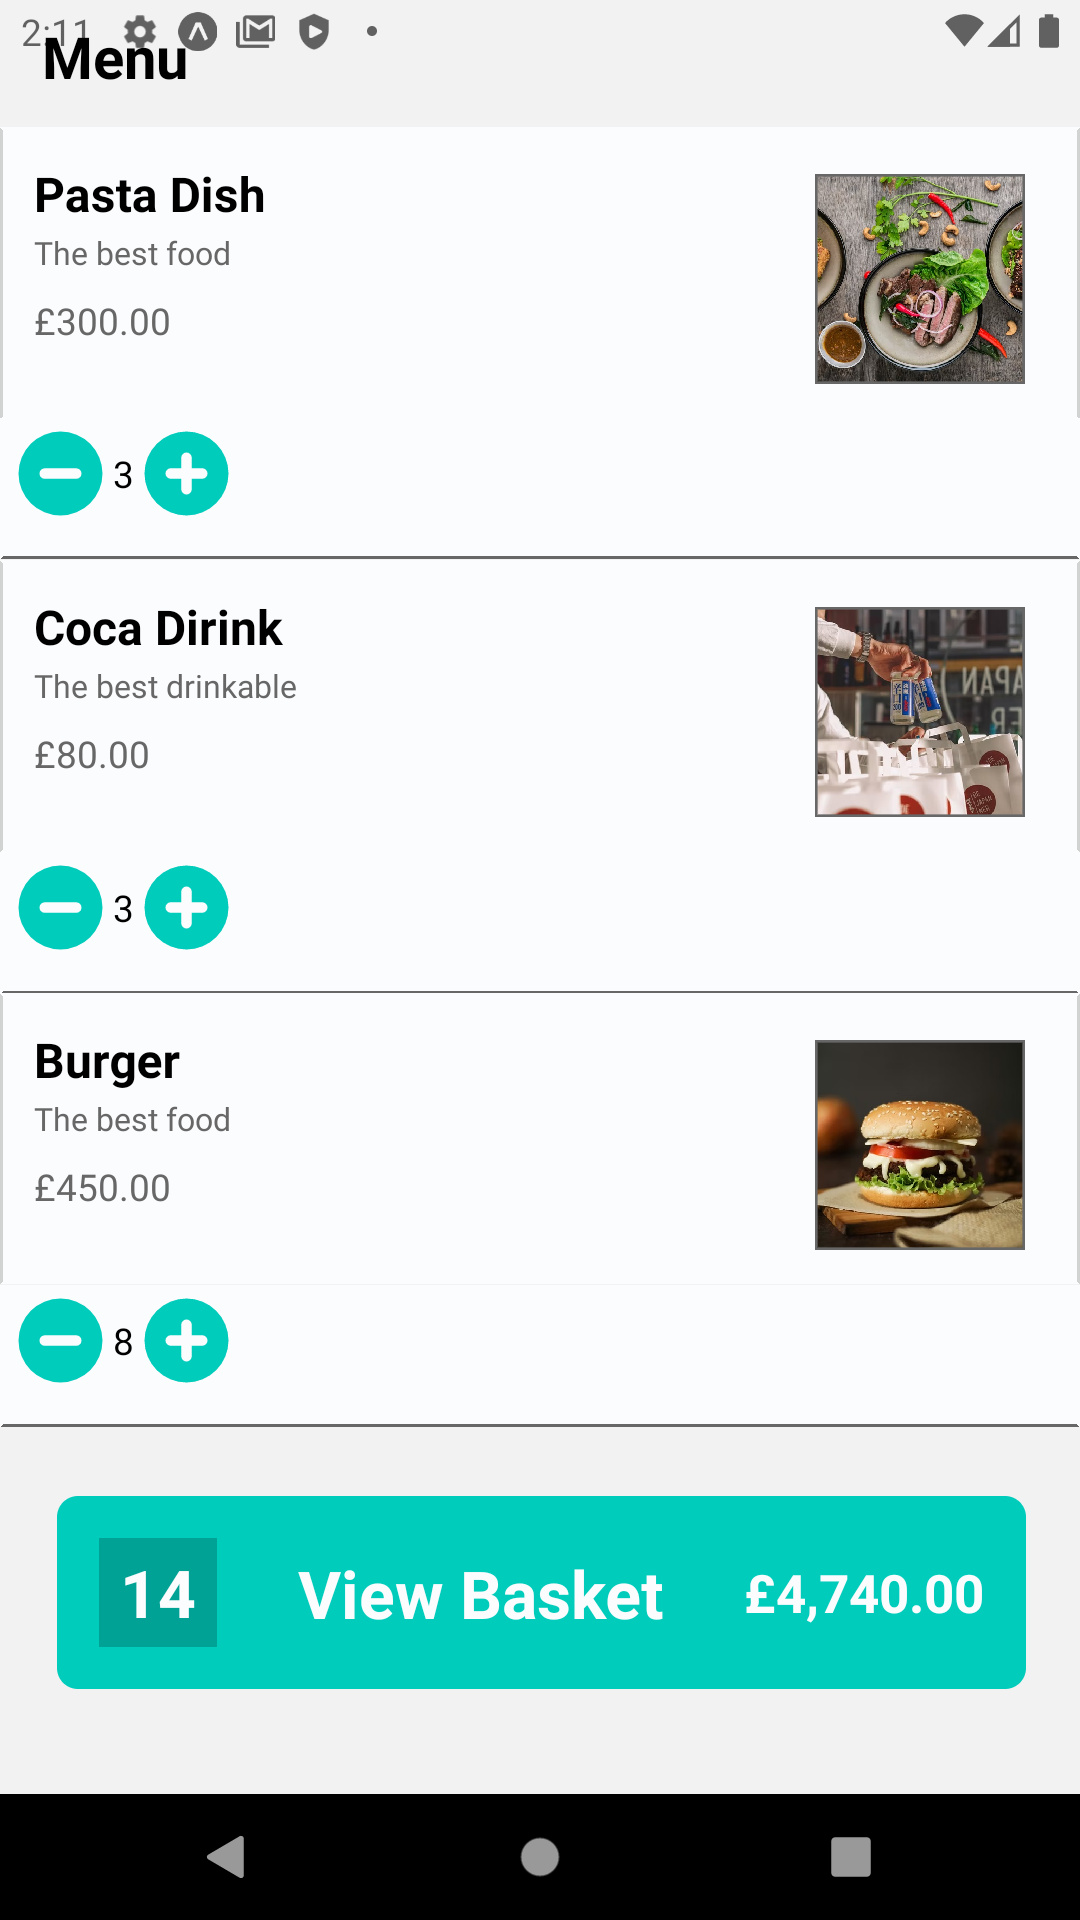 2:11
Menu
Pasta Dish
The best food
£300.00
3
Coca Dirink
The best drinkable
£80.00
3
Burger
The best food
£450.00
8
14 View Basket £4,740.00